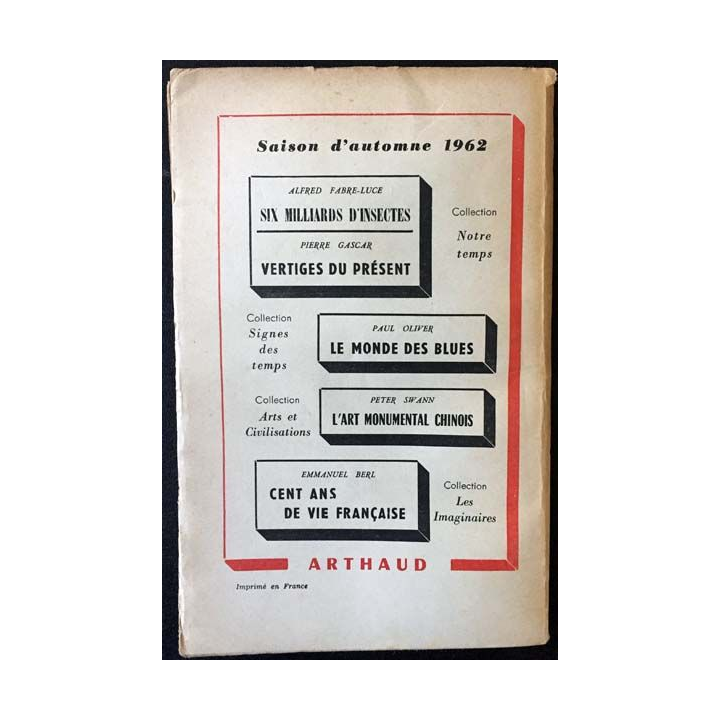 Saison d'automne 1962
ALFRED FABRE-LUCE
SIX MILLIARDS D'INSECTES
PIERRE GASCAR
VERTIGES DU PRÉSENT
Collection
Notre
temps
Collection
Signes
des
temps
PAUL OLIVER
LE MONDE DES BLUES
Collection
Arts et
Civilisations
PETER SWANN
L'ART MONUMENTAL CHINOIS
EMMANUEL BERL
CENT ANS
DE VIE FRANÇAISE
Collection
Les
Imaginaires
ARTHAUD
Imprimé en France